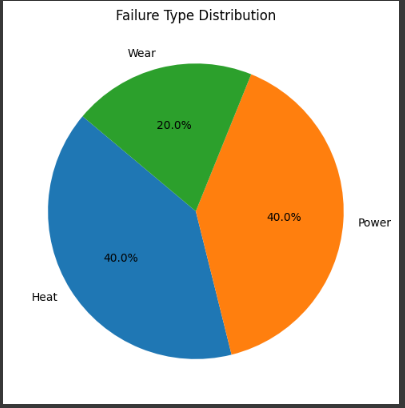 Failure Type Distribution
Wear
20.0%
40.0%
Power
40.0%
Heat